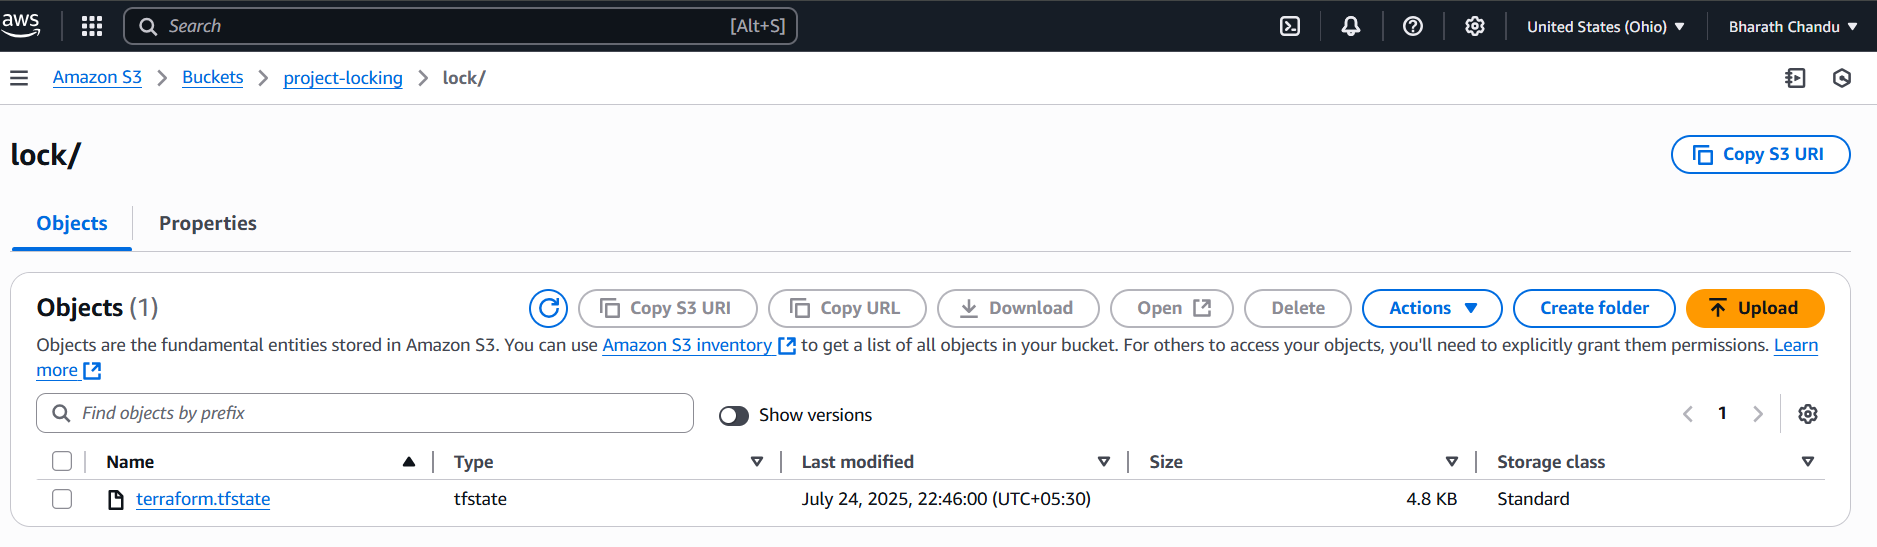 aws Search [Alt+S] United States (Ohio) Bharath Chandu
Amazon S3 Buckets project-locking lock/
lock/
Copy S3 URI
Objects Properties
Objects (1) Copy S3 URI Copy URL Download Open Delete Actions Create folder Upload
Objects are the fundamental entities stored in Amazon S3. You can use Amazon S3 inventory to get a list of all objects in your bucket. For others to access your objects, you'll need to explicitly grant them permissions. Learn
more
Find objects by prefix Show versions 1
Name Type Last modified Size Storage class
terraform.tfstate tfstate July 24, 2025, 22:46:00 (UTC+05:30) 4.8 KB Standard